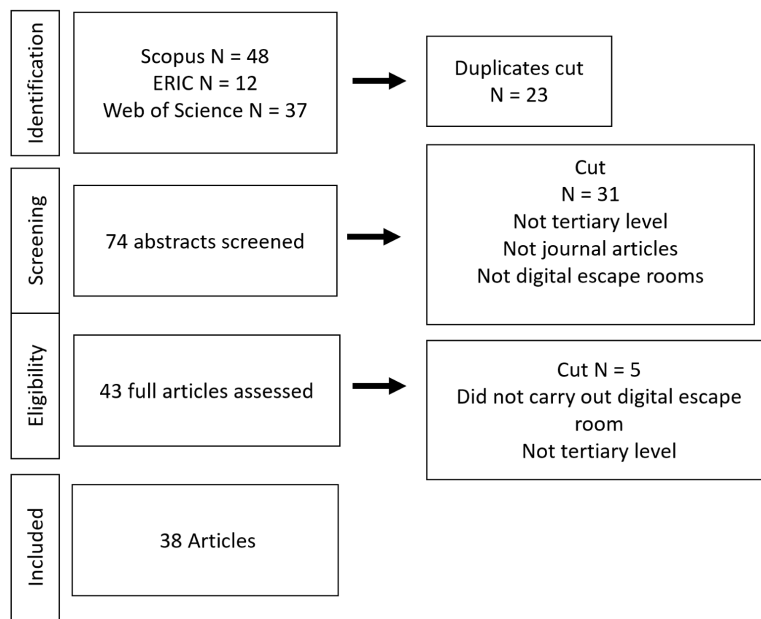 Identification
Scopus N = 48
ERIC N = 12
Web of Science N = 37
Duplicates cut
N = 23
Screening
74 abstracts screened
Cut
N = 31
Not tertiary level
Not journal articles
Not digital escape rooms
Eligibility
43 full articles assessed
Cut N = 5
Did not carry out digital escape
room
Not tertiary level
Included
38 Articles